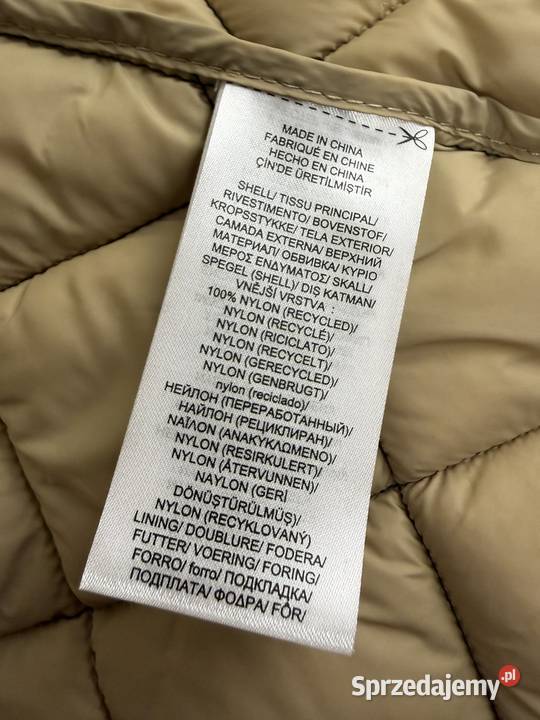 MADE IN CHINA
FABRIQUÉ EN CHINE
HECHO EN CHINA
ÇİN'DE ÜRETİLMİŞTİR
SHELL/ TISSU PRINCIPAL/
RIVESTIMENTO/ BOVENSTOF/
KROPSSTYKKE/ TELA EXTERIOR/
CAMADA EXTERNA/ ВЕРХНИЙ
МАТЕРИАЛ/ ОБВИВКА/ ΚΥΡΙΟ
ΜΕΡΟΣ ΕΝΔΥΜΑΤΟΣ/ SKALL/
SPEGEL (SHELL)/ DIŞ KATMAN/
VNĚJŠÍ VRSTVA :
100% NYLON (RECYCLED)/
NYLON (RECYCLÉ)/
NYLON (RICICLATO)/
NYLON (RECYCELT)/
NYLON (GERECYCLED)/
NYLON (GENBRUGT)/
nylon (reciclado)/
НЕЙЛОН (ПЕРЕРАБОТАННЫЙ)/
НАЙЛОН (РЕЦИКЛИРАН)/
ΝΑΪΛΟΝ (ΑΝΑΚΥΚΛΩΜΕΝΟ)/
NYLON (RESIRKULERT)/
NYLON (ÅTERVUNNEN)/
NAYLON (GERİ
DÖNÜŞTÜRÜLMÜŞ)/
NYLON (RECYKLOVANÝ)
LINING/ DOUBLURE/ FODERA/
FUTTER/ VOERING/ FORING/
FORRO/ forro/ ПОДКЛАДКА/
ПОДПЛАТА/ ΦΟΔΡΑ/ FÔR/
Sprzedajemy.pl